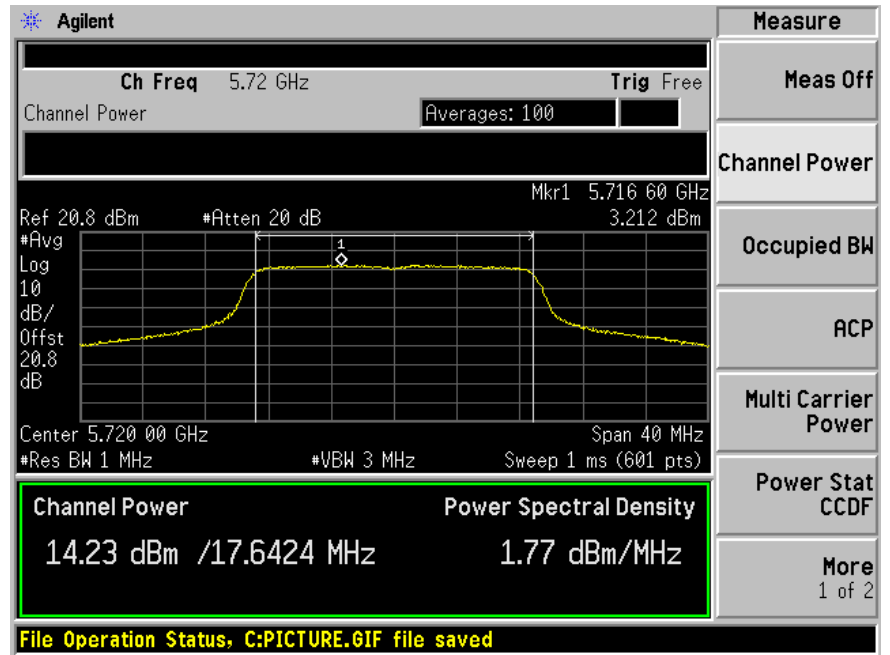 Agilent
Measure
Ch Freq 5.72 GHz Trig Free
Channel Power Averages: 100
Mkr1 5.716 60 GHz
Ref 20.8 dBm #Atten 20 dB 3.212 dBm
#Avg
Log
10
dB/
Offst
20.8
dB
1
Center 5.720 00 GHz Span 40 MHz
#Res BW 1 MHz #VBW 3 MHz Sweep 1 ms (601 pts)
Channel Power Power Spectral Density
14.23 dBm /17.6424 MHz 1.77 dBm/MHz
File Operation Status, C:PICTURE.GIF file saved
Meas Off
Channel Power
Occupied BW
ACP
Multi Carrier
Power
Power Stat
CCDF
More
1 of 2